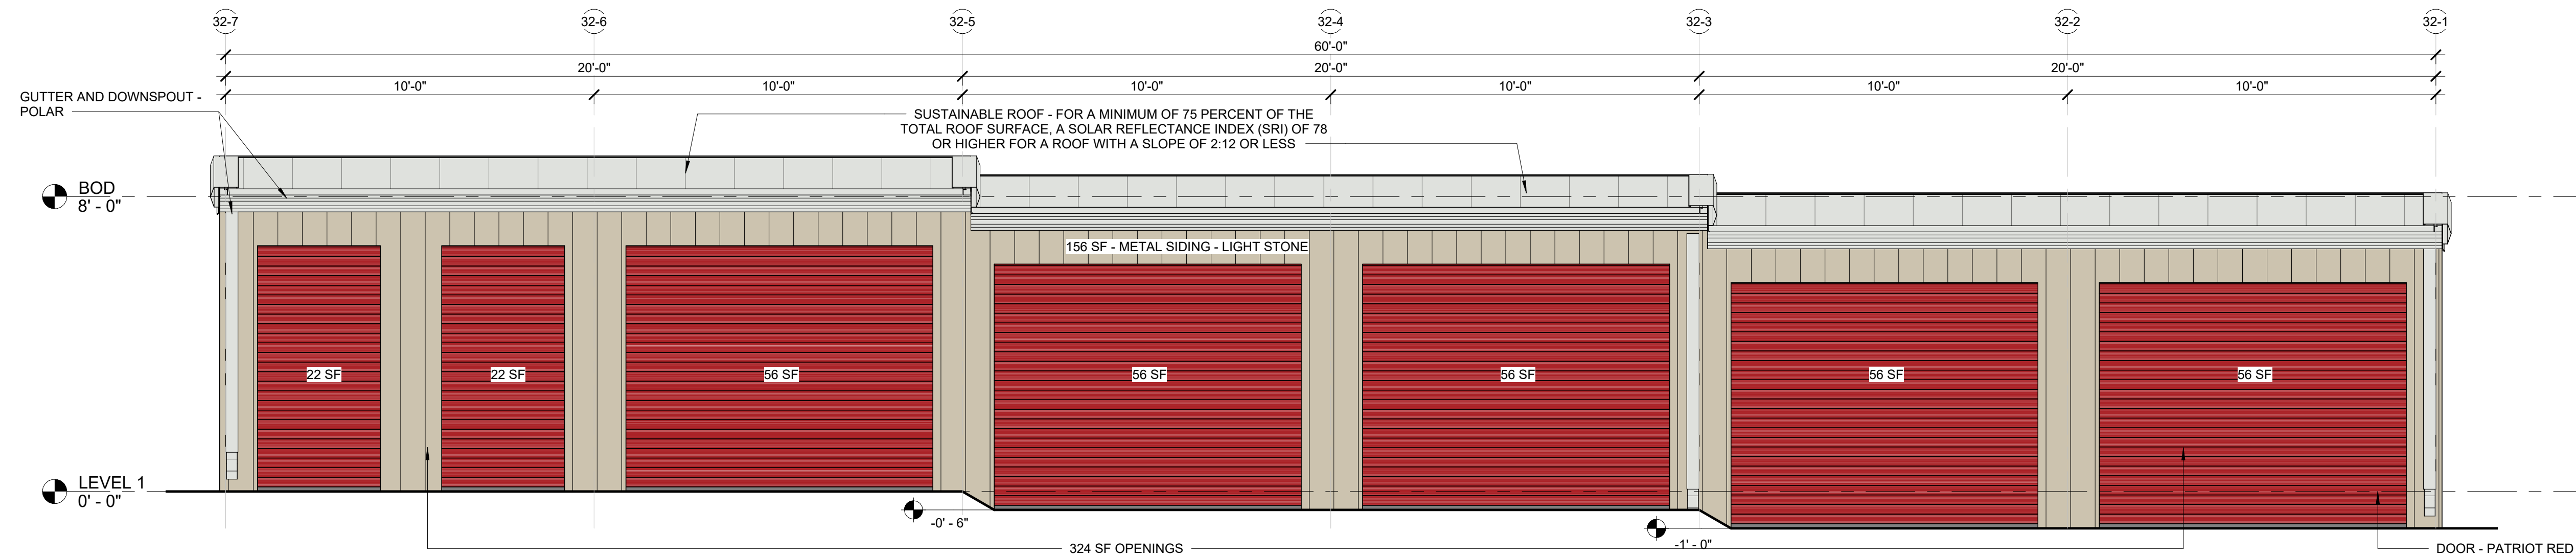 32-7 32-6 32-5 32-4 32-3 32-2 32-1
60'-0"
20'-0" 20'-0" 20'-0"
10'-0" 10'-0" 10'-0" 10'-0" 10'-0" 10'-0"
GUTTER AND DOWNSPOUT -
POLAR
SUSTAINABLE ROOF - FOR A MINIMUM OF 75 PERCENT OF THE
TOTAL ROOF SURFACE, A SOLAR REFLECTANCE INDEX (SRI) OF 78
OR HIGHER FOR A ROOF WITH A SLOPE OF 2:12 OR LESS
BOD
8' - 0"
156 SF - METAL SIDING - LIGHT STONE
22 SF 22 SF 56 SF 56 SF 56 SF 56 SF 56 SF
LEVEL 1
0' - 0"
-0' - 6"
-1' - 0"
324 SF OPENINGS
DOOR - PATRIOT RED